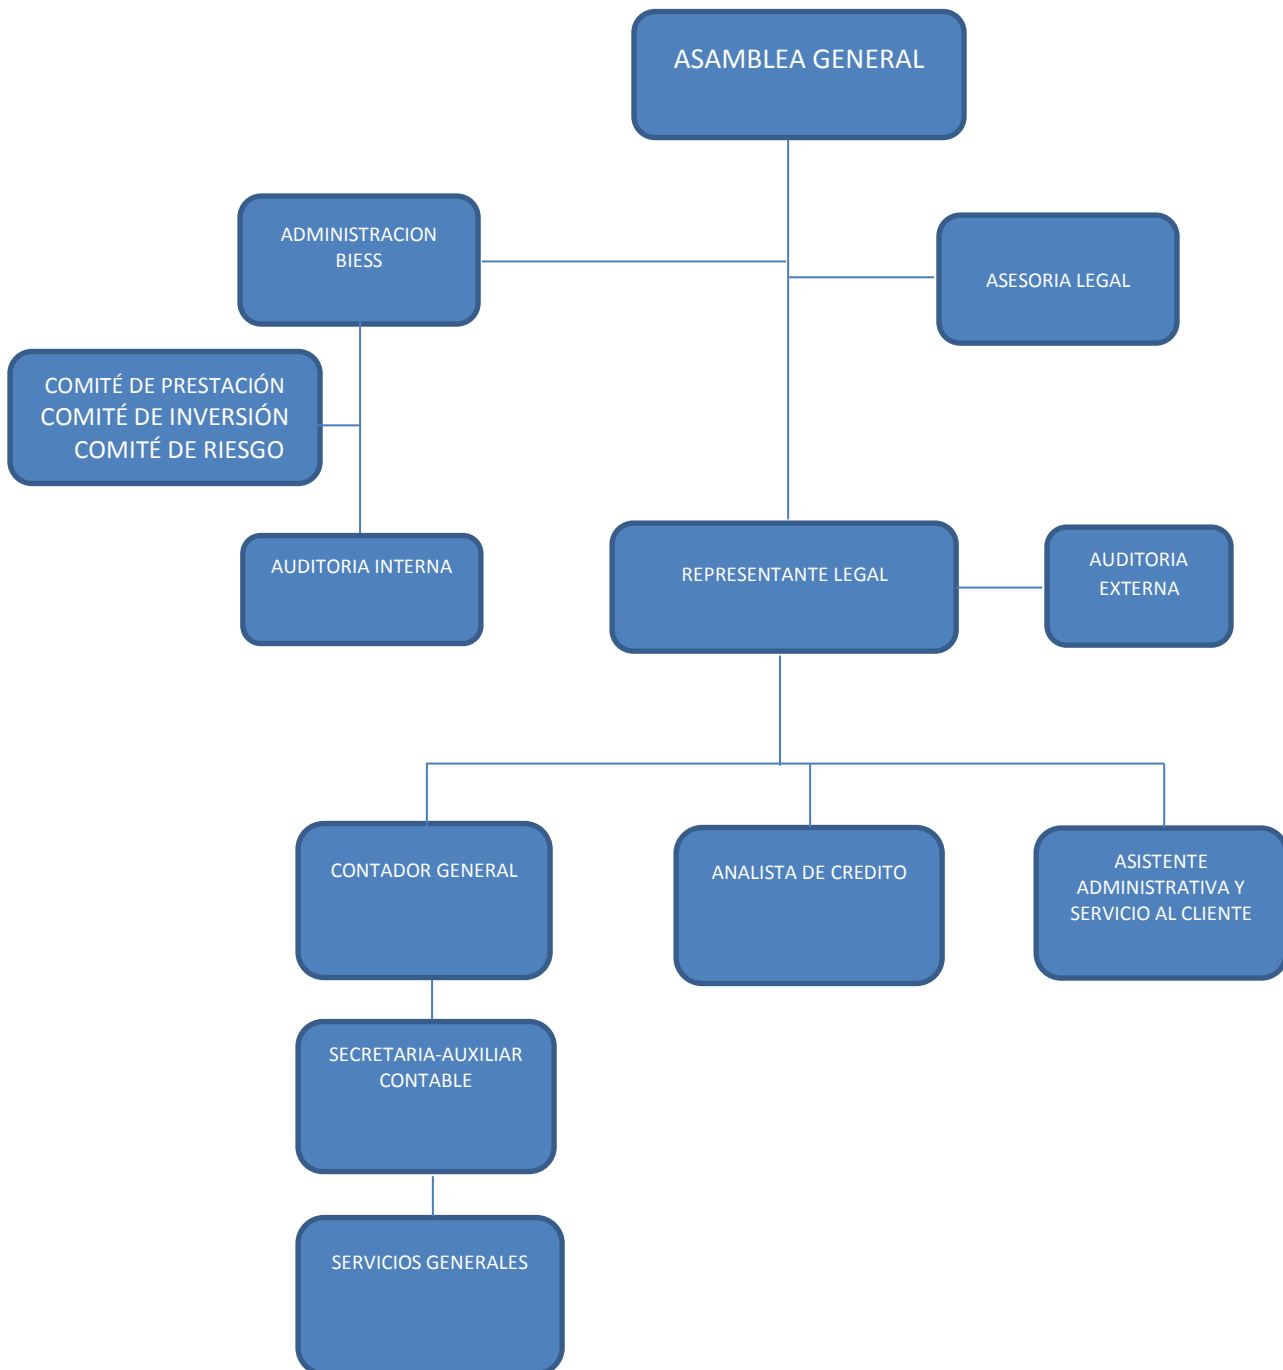 ASAMBLEA GENERAL
ADMINISTRACION
BIESS
ASESORIA LEGAL
COMITÉ DE PRESTACIÓN
COMITÉ DE INVERSIÓN
COMITÉ DE RIESGO
AUDITORIA INTERNA
REPRESENTANTE LEGAL
AUDITORIA
EXTERNA
CONTADOR GENERAL
ANALISTA DE CREDITO
ASISTENTE
ADMINISTRATIVA Y
SERVICIO AL CLIENTE
SECRETARIA-AUXILIAR
CONTABLE
SERVICIOS GENERALES